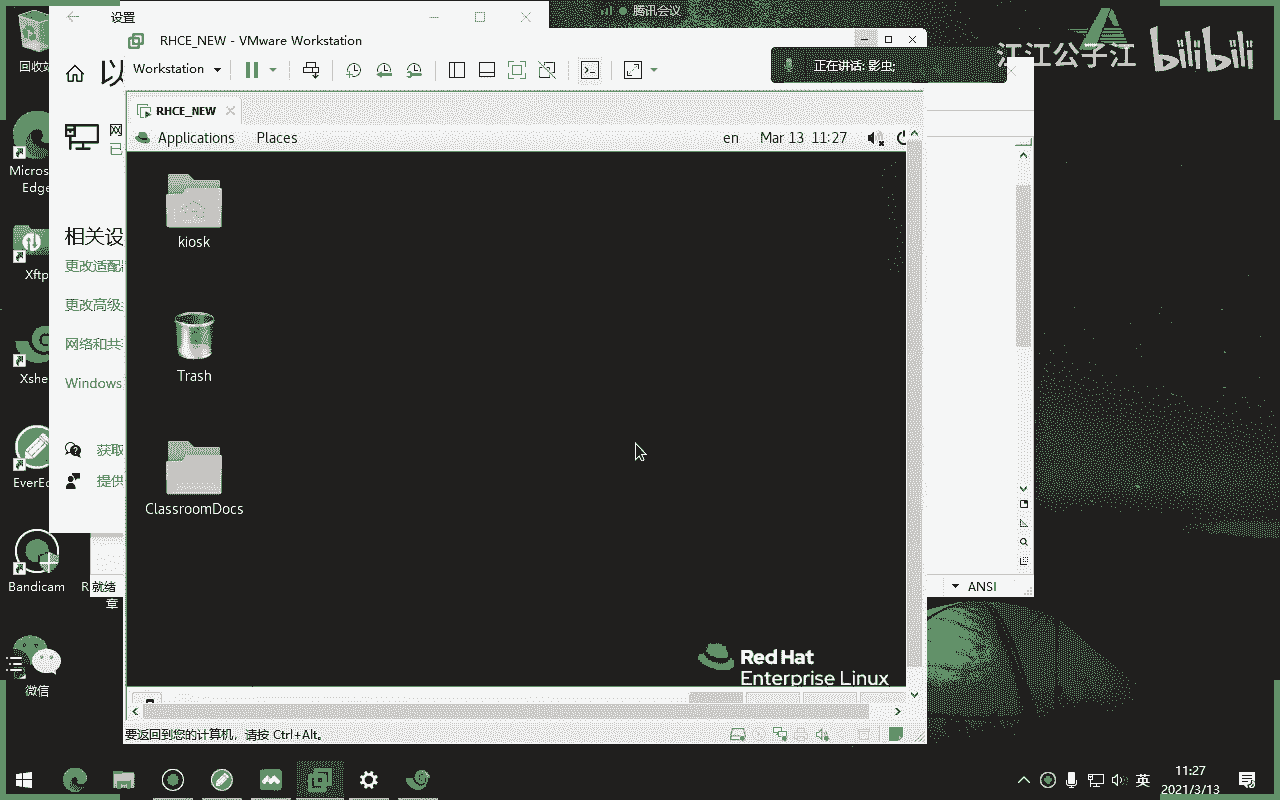 设置
腾讯会议
RHCE_NEW - VMware Workstation
江江公子江 bilibili
Workstation
正在讲话: 影虫;
回收站
以
RHCE_NEW
网
已
Applications Places en Mar 13 11:27
Edge
kiosk
相关设
更改适配
更改高级
Xftp
网络和共
Trash
Windows
获取
提供
ClassroomDocs
Bandicam
就绪
章
ANSI
微信
Red Hat
Enterprise Linux
要返回到您的计算机，请按 Ctrl+Alt。
英
11:27
2021/3/13